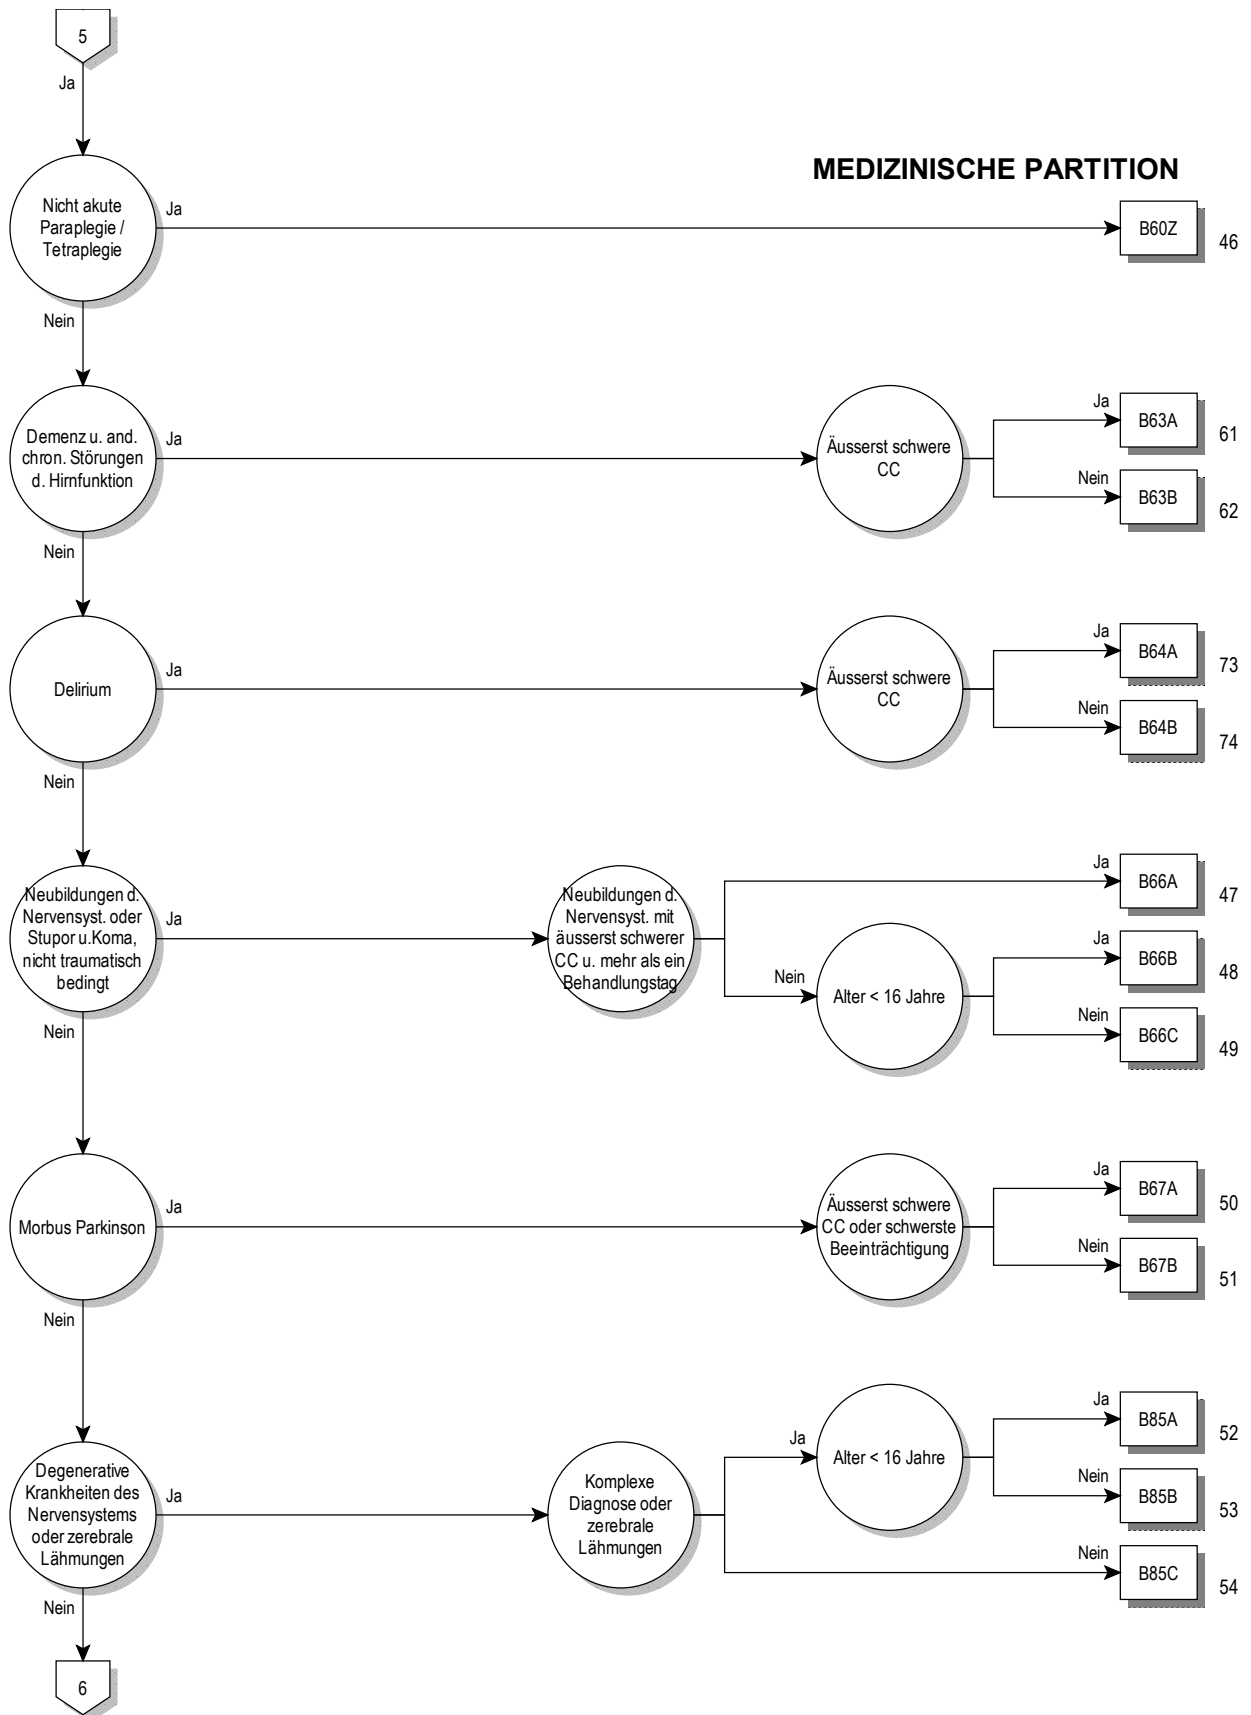 5
Ja
MEDIZINISCHE PARTITION
Nicht akute
Paraplegie /
Tetraplegie
Ja
B60Z
46
Nein
Demenz u. and.
chron. Störungen
d. Hirnfunktion
Ja
Äusserst schwere
CC
Ja
B63A
61
Nein
B63B
62
Nein
Delirium
Ja
Äusserst schwere
CC
Ja
B64A
73
Nein
B64B
74
Nein
Neubildungen d.
Nervensyst. oder
Stupor u.Koma,
nicht traumatisch
bedingt
Ja
Neubildungen d.
Nervensyst. mit
äusserst schwerer
CC u. mehr als ein
Behandlungstag
Ja
B66A
47
Nein
Alter < 16 Jahre
Ja
B66B
48
Nein
B66C
49
Nein
Morbus Parkinson
Ja
Äusserst schwere
CC oder schwerste
Beeinträchtigung
Ja
B67A
50
Nein
B67B
51
Nein
Degenerative
Krankheiten des
Nervensystems
oder zerebrale
Lähmungen
Ja
Komplexe
Diagnose oder
zerebrale
Lähmungen
Ja
Alter < 16 Jahre
Ja
B85A
52
Nein
B85B
53
Nein
B85C
54
Nein
6